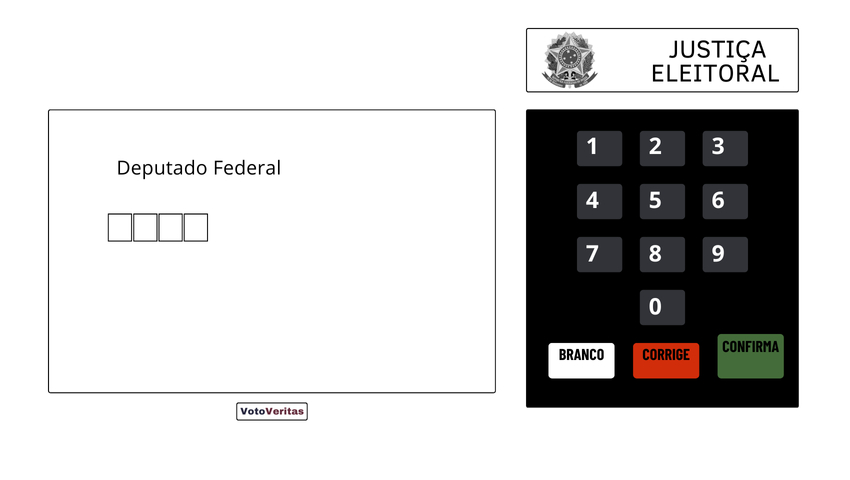 JUSTIÇA
ELEITORAL
Deputado Federal
1 2 3
4 5 6
7 8 9
0
BRANCO CORRIGE CONFIRMA
VotoVeritas